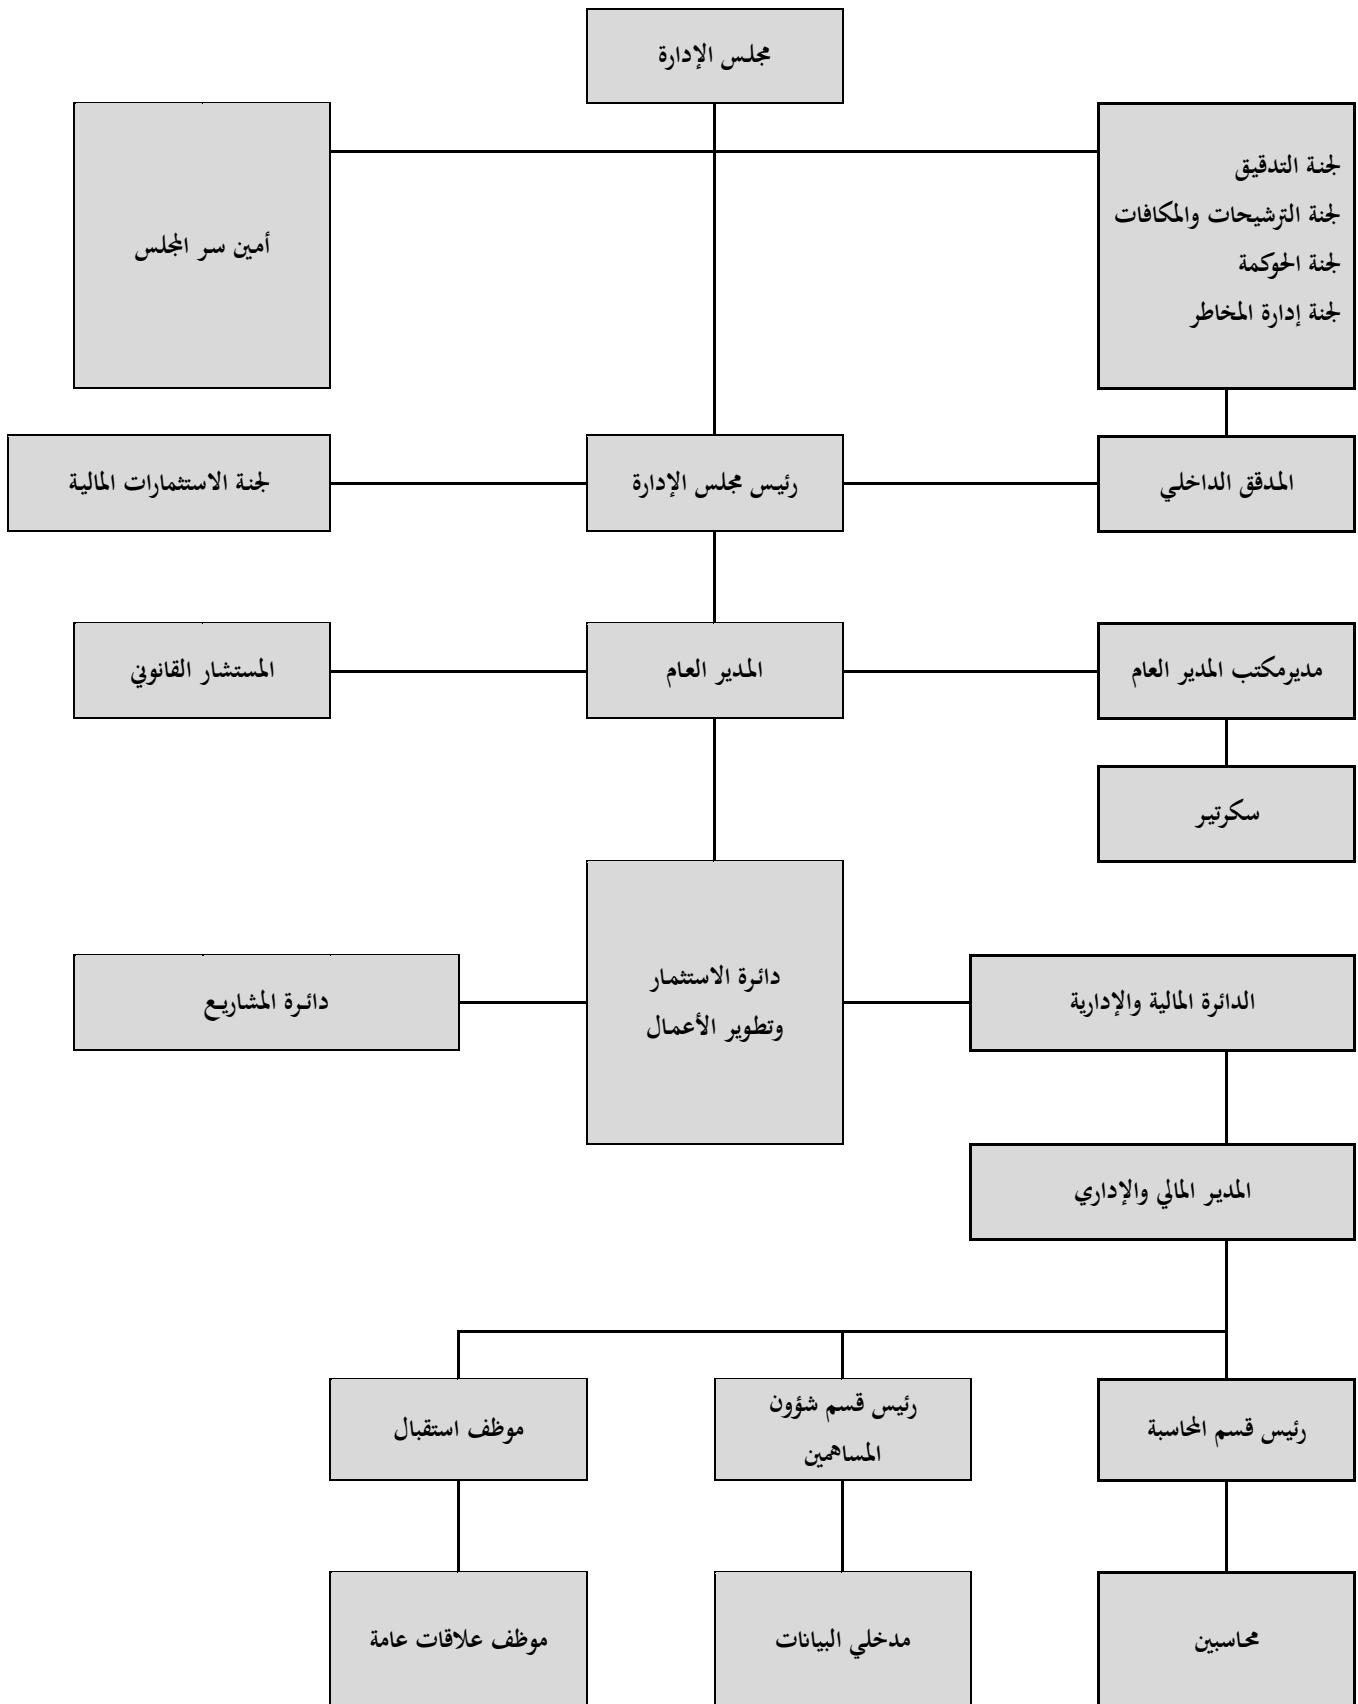 مجلس الإدارة
لجنة التدقيق
لجنة الترشيحات والمكافات
لجنة الحوكمة
لجنة إدارة المخاطر
أمين سر المجلس
المدقق الداخلي
رئيس مجلس الإدارة
لجنة الاستثمارات المالية
مديرمكتب المدير العام
المدير العام
المستشار القانوني
سكرتير
الدائرة المالية والإدارية
دائرة الاستثمار
وتطوير الأعمال
دائرة المشاريع
المدير المالي والإداري
رئيس قسم المحاسبة
رئيس قسم شؤون
المساهمين
موظف استقبال
محاسبين
مدخلي البيانات
موظف علاقات عامة